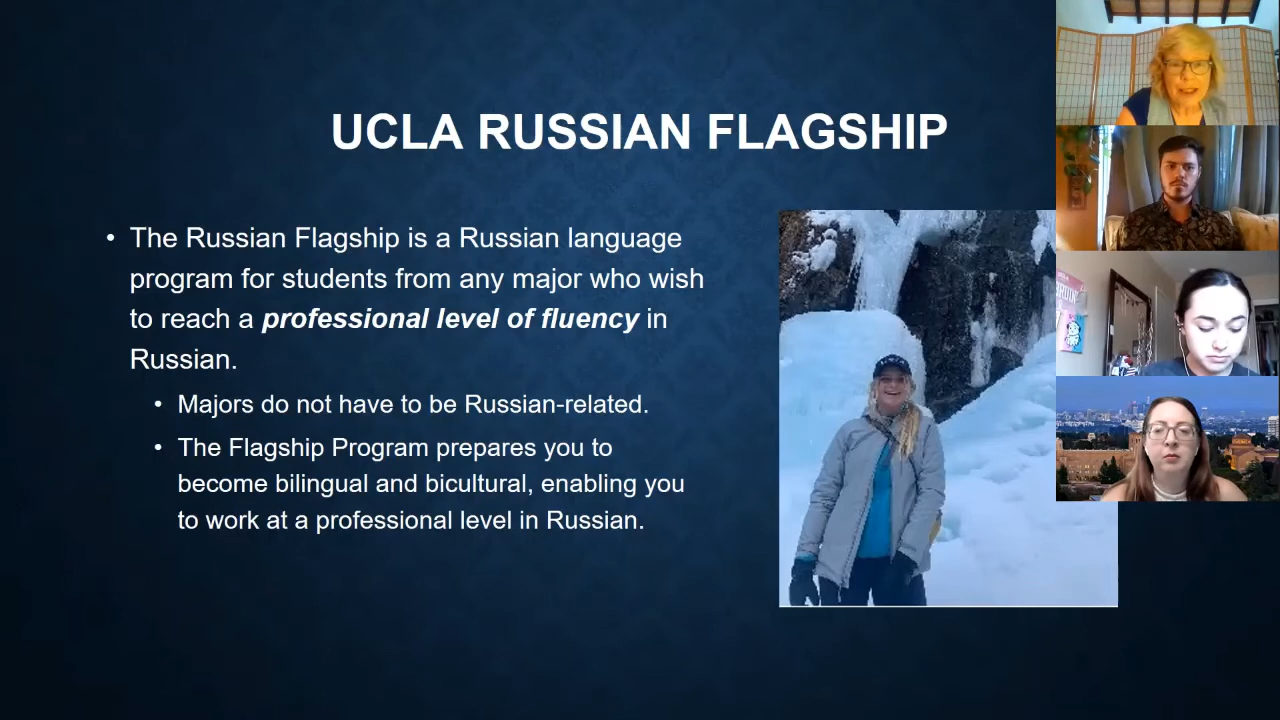 UCLA RUSSIAN FLAGSHIP
• The Russian Flagship is a Russian language
program for students from any major who wish
to reach a professional level of fluency in
Russian.
• Majors do not have to be Russian-related.
• The Flagship Program prepares you to
become bilingual and bicultural, enabling you
to work at a professional level in Russian.